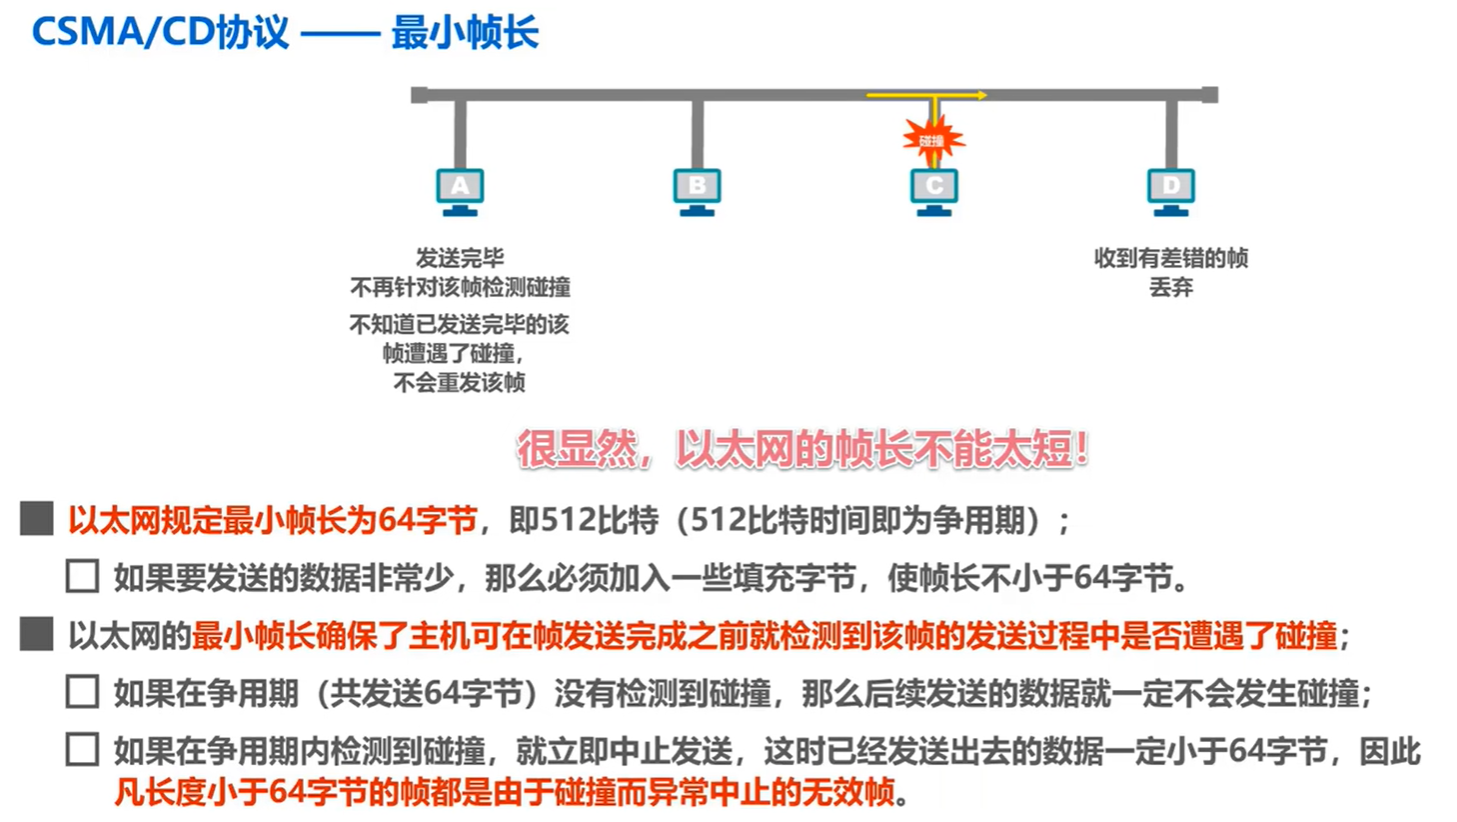 CSMA/CD协议 —— 最小帧长
碰撞
A
B
C
D
发送完毕
不再针对该帧检测碰撞
不知道已发送完毕的该
帧遭遇了碰撞，
不会重发该帧
收到有差错的帧
丢弃
很显然，以太网的帧长不能太短！
以太网规定最小帧长为64字节，即512比特（512比特时间即为争用期）；
如果要发送的数据非常少，那么必须加入一些填充字节，使帧长不小于64字节。
以太网的最小帧长确保了主机可在帧发送完成之前就检测到该帧的发送过程中是否遭遇了碰撞；
如果在争用期（共发送64字节）没有检测到碰撞，那么后续发送的数据就一定不会发生碰撞；
如果在争用期内检测到碰撞，就立即中止发送，这时已经发送出去的数据一定小于64字节，因此
凡长度小于64字节的帧都是由于碰撞而异常中止的无效帧。